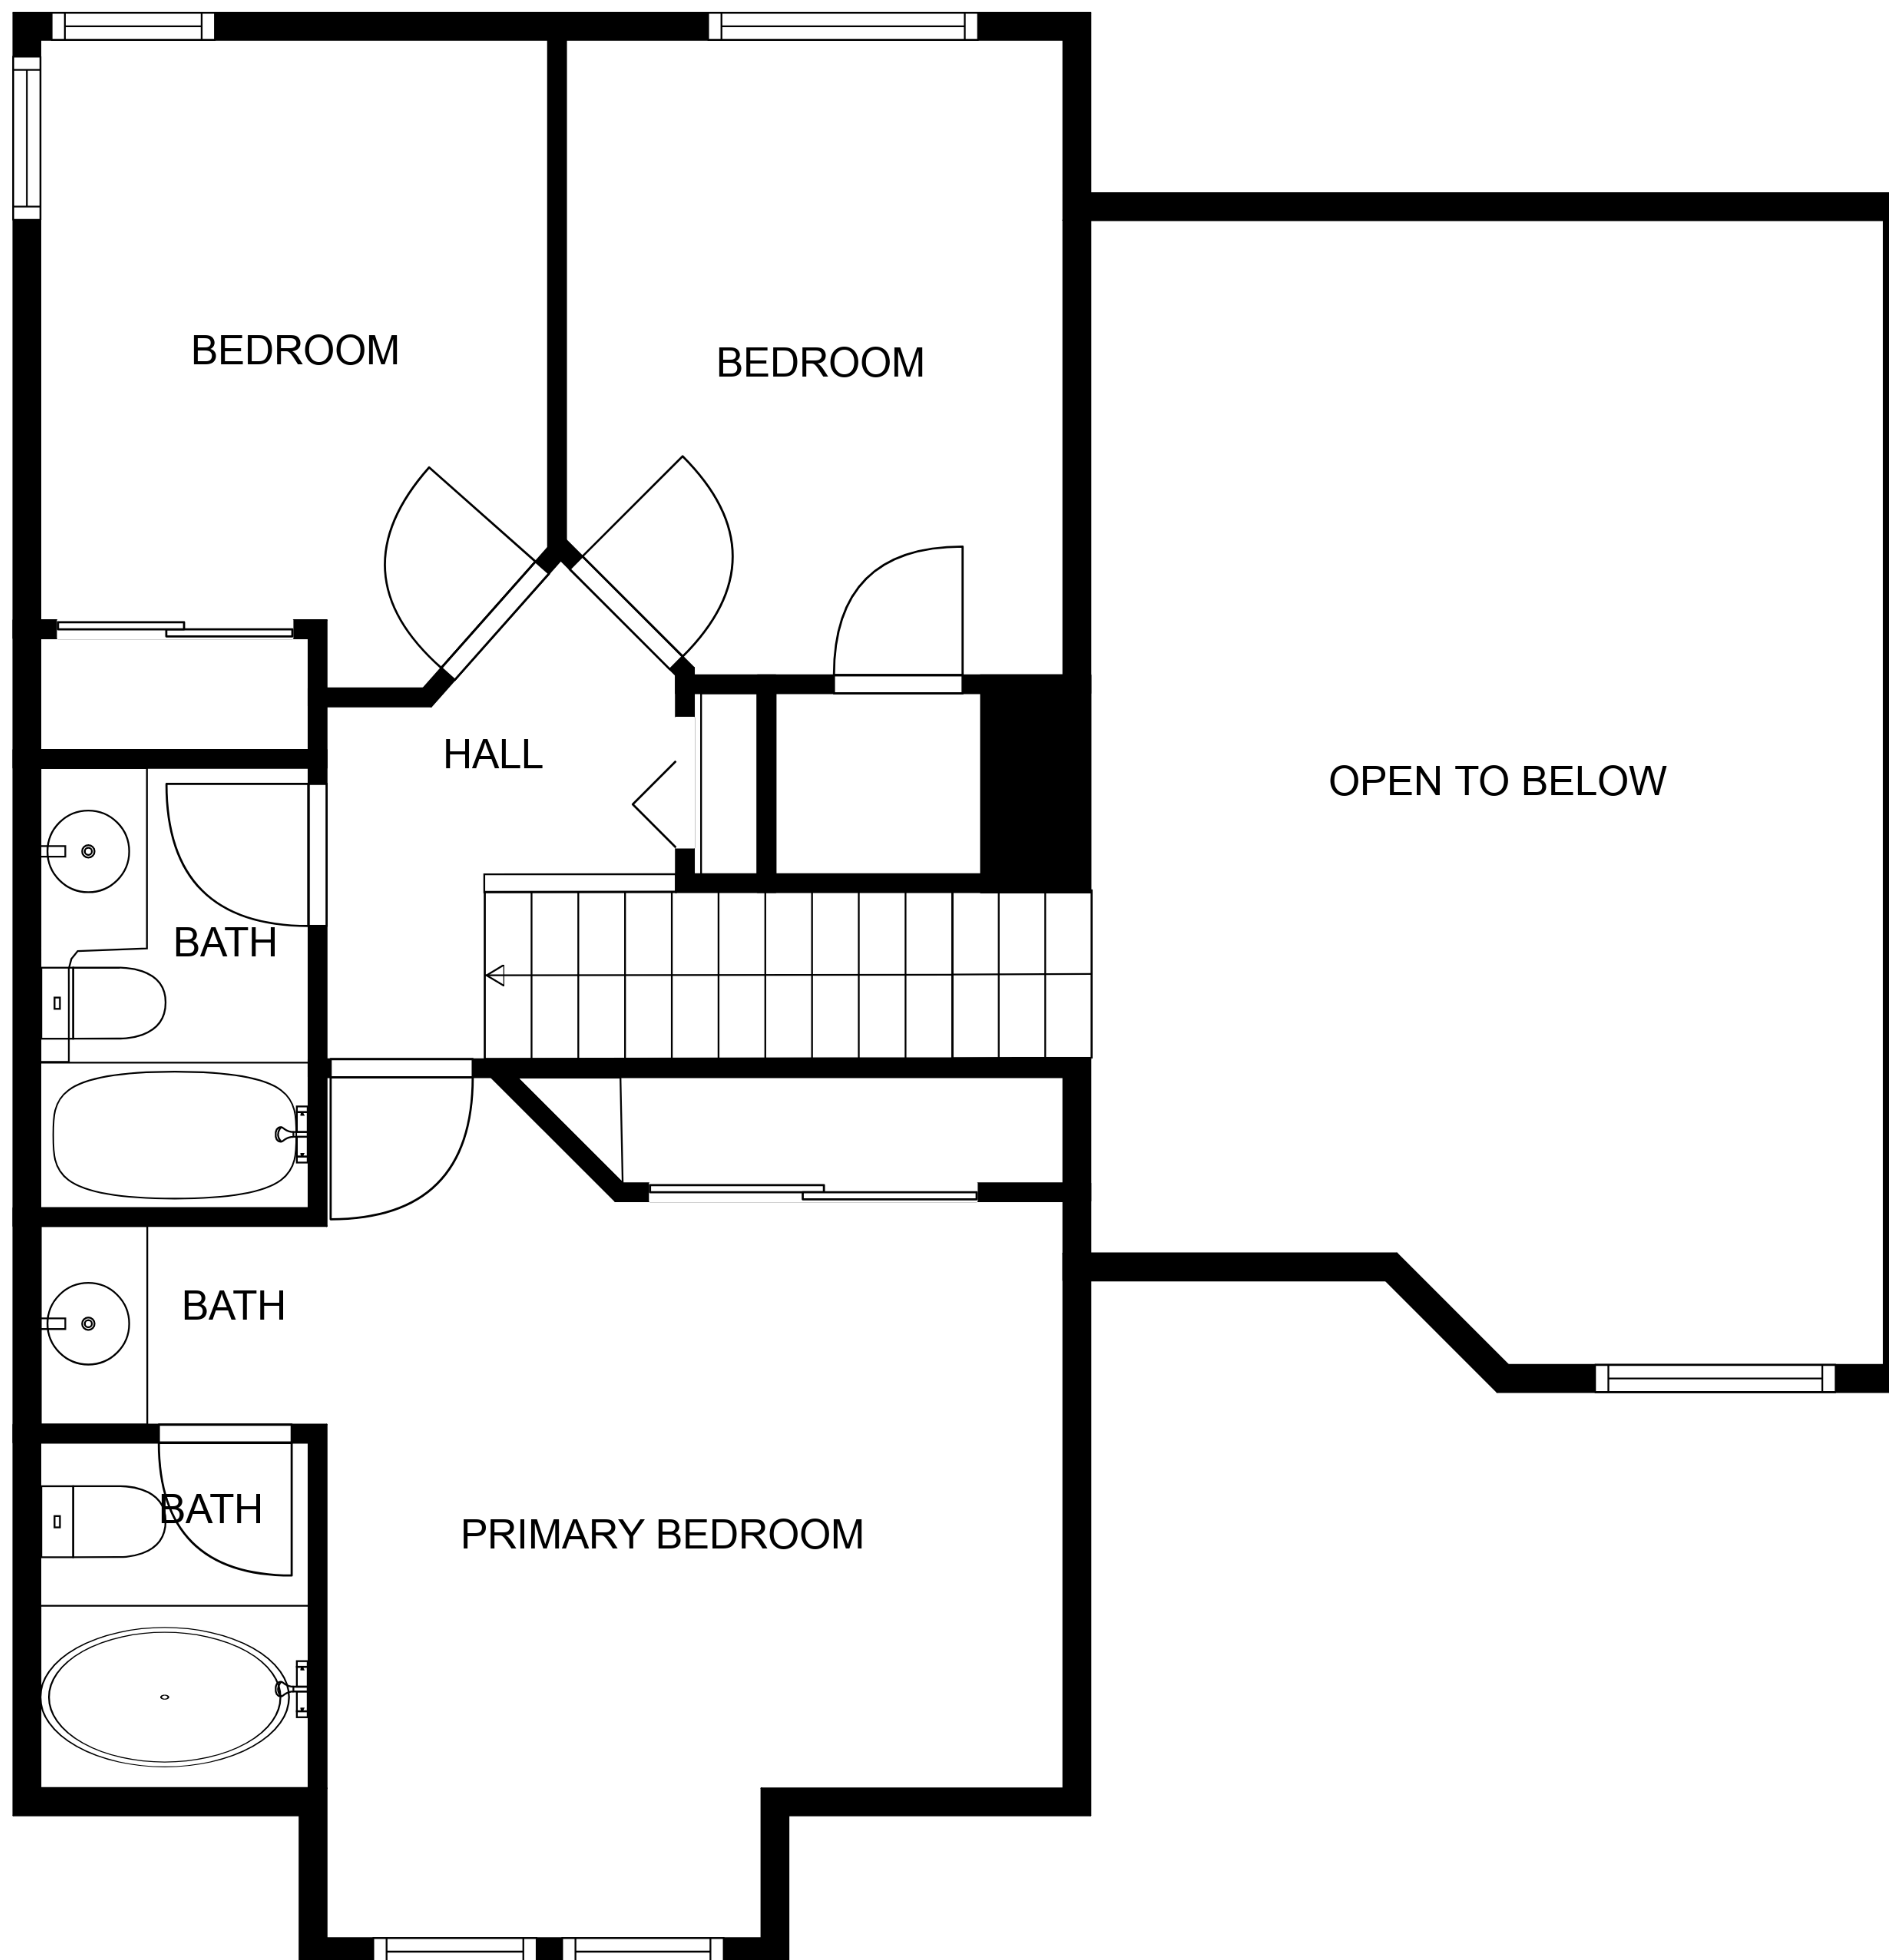 BEDROOM
BEDROOM
HALL
OPEN TO BELOW
BATH
BATH
BATH
PRIMARY BEDROOM